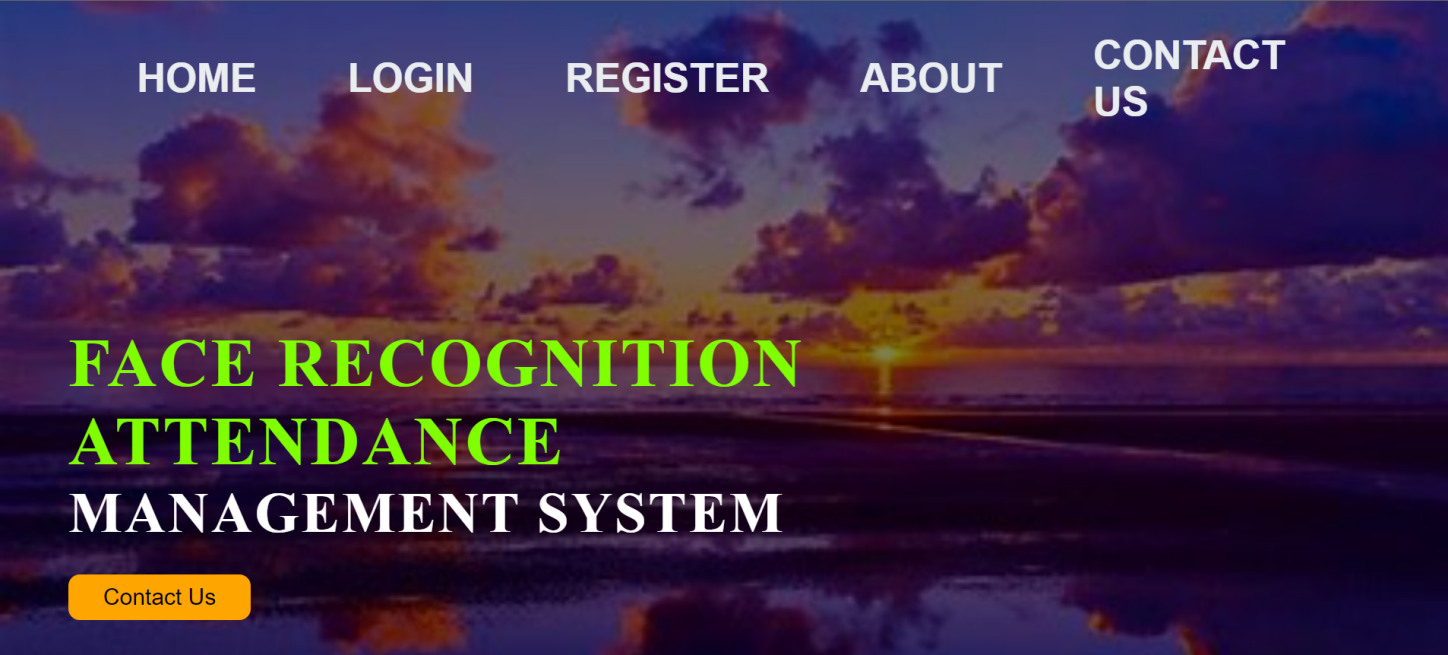 HOME LOGIN REGISTER ABOUT CONTACT
US
FACE RECOGNITION
ATTENDANCE
MANAGEMENT SYSTEM
Contact Us